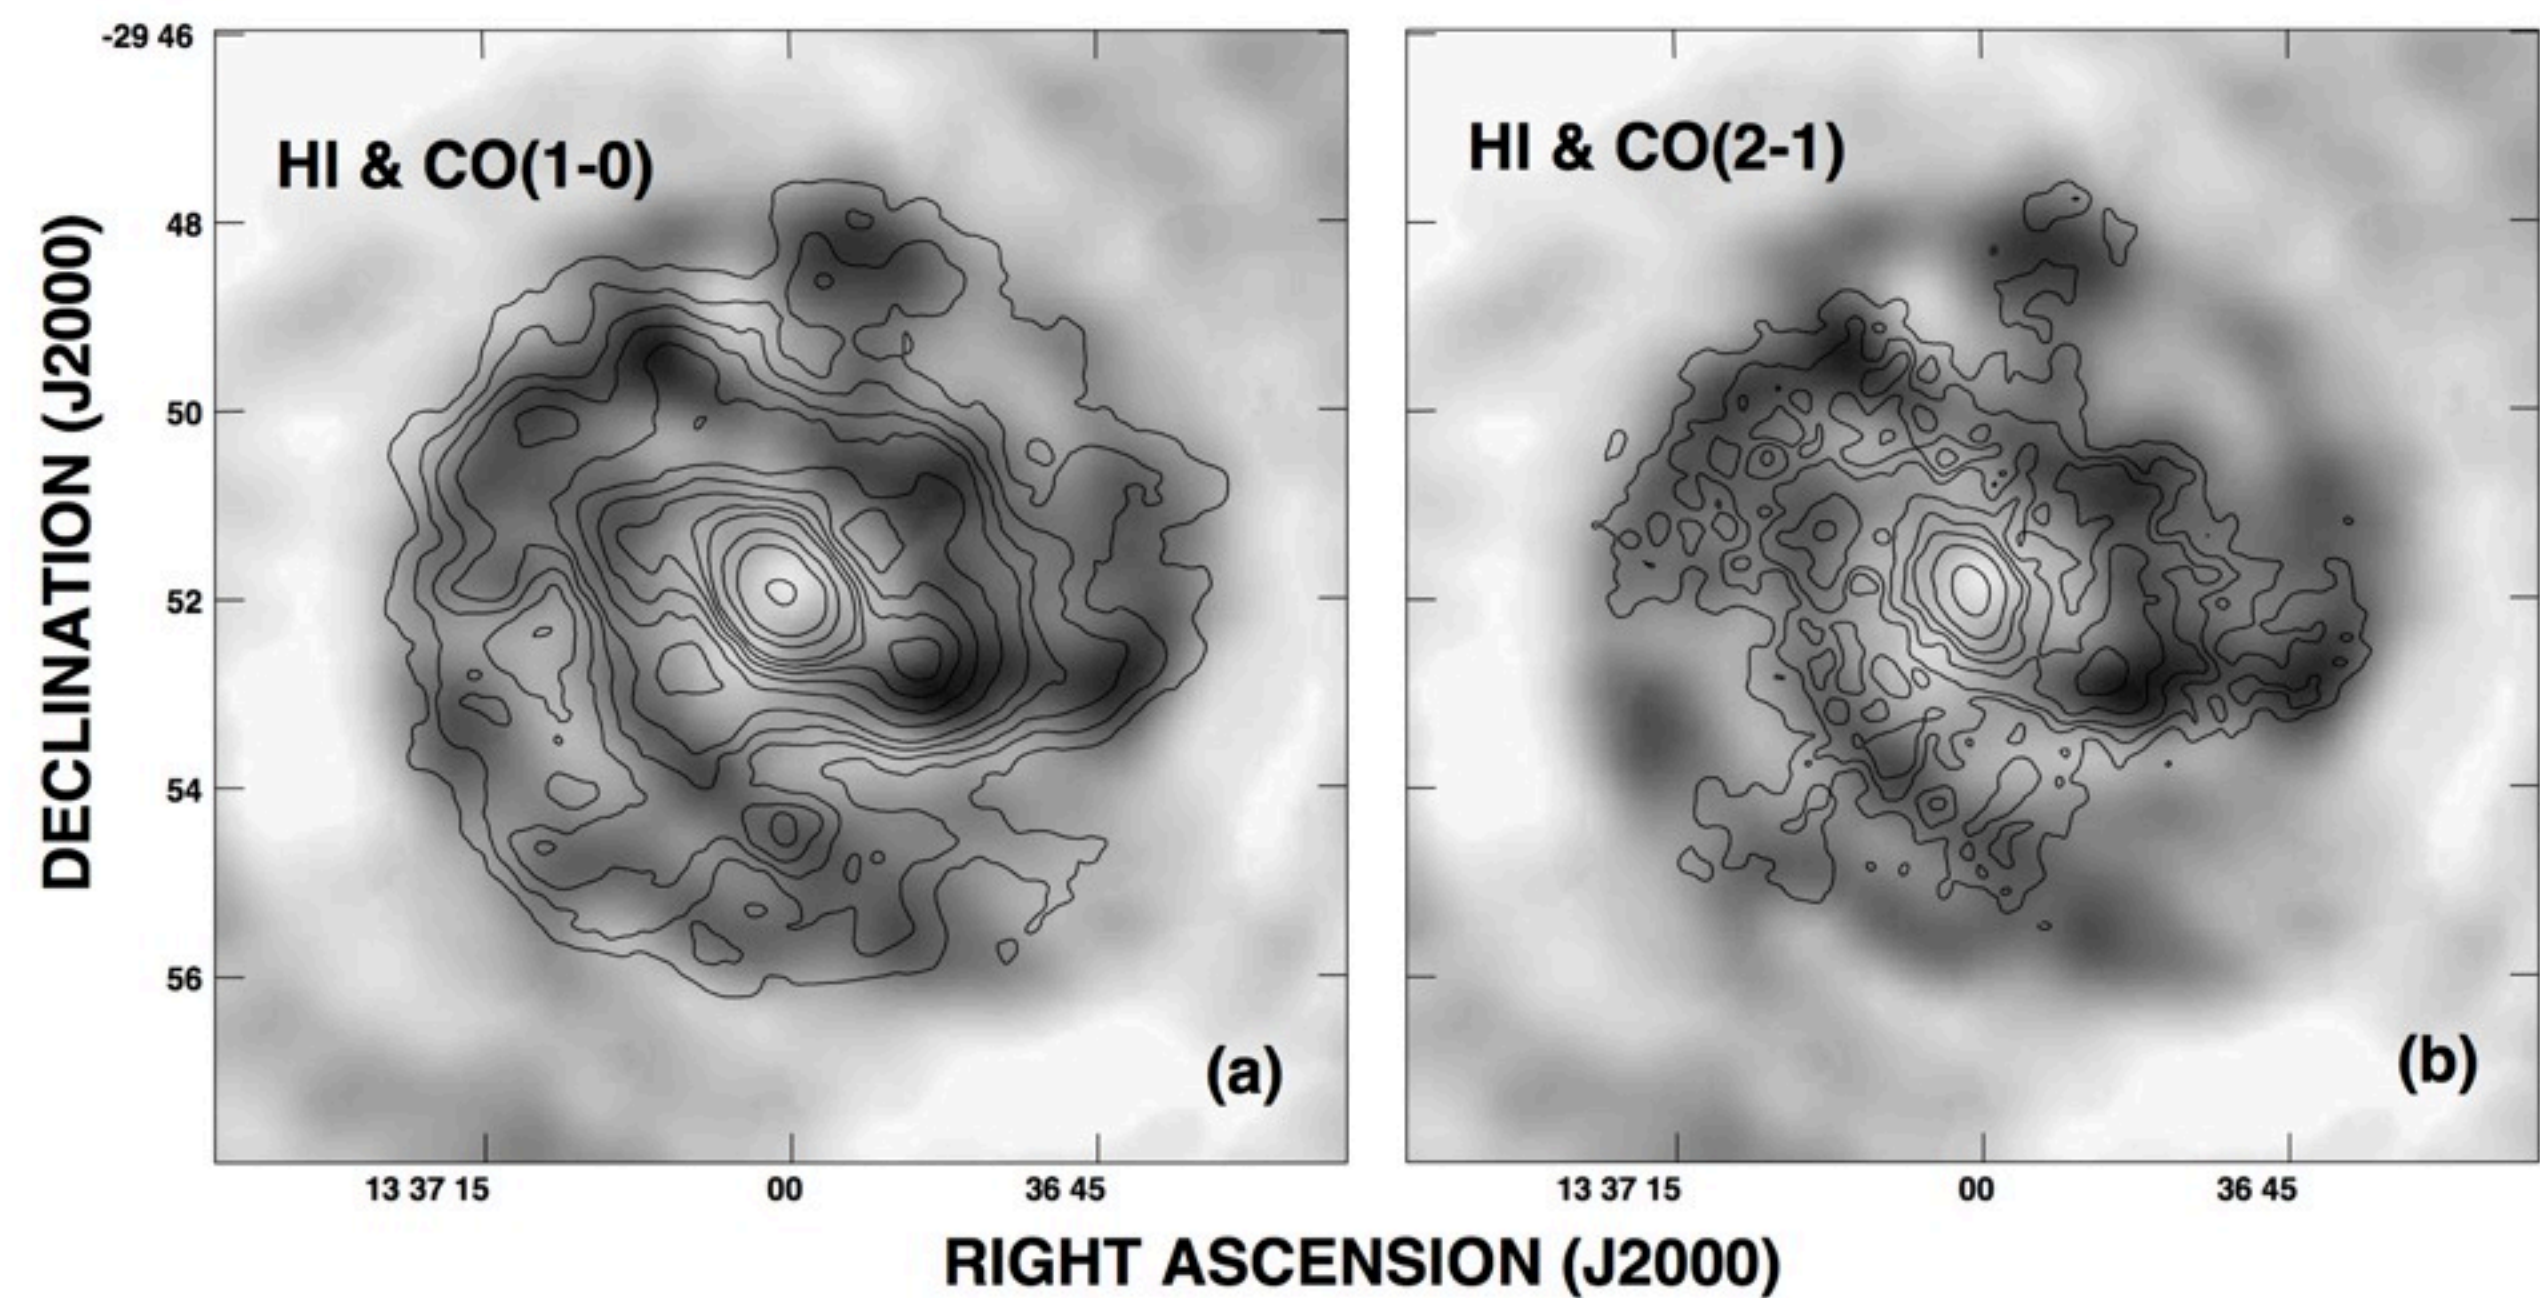 -29 46
HI & CO(1-0)
HI & CO(2-1)
48
50
52
54
56
DECLINATION (J2000)
(a)
(b)
13 37 15
00
36 45
13 37 15
00
36 45
RIGHT ASCENSION (J2000)